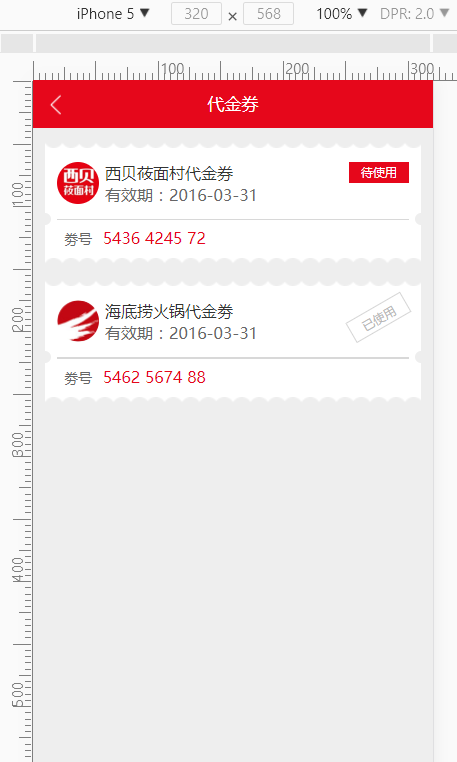 iPhone 5 ▼ 320 × 568 100% ▼ DPR: 2.0 ▼
100 200 300
代金券
西贝莜面村
西贝莜面村代金券
待使用
有效期：2016-03-31
劵号 5436 4245 72
海底捞火锅代金券
已使用
有效期：2016-03-31
劵号 5462 5674 88
100
200
300
400
500